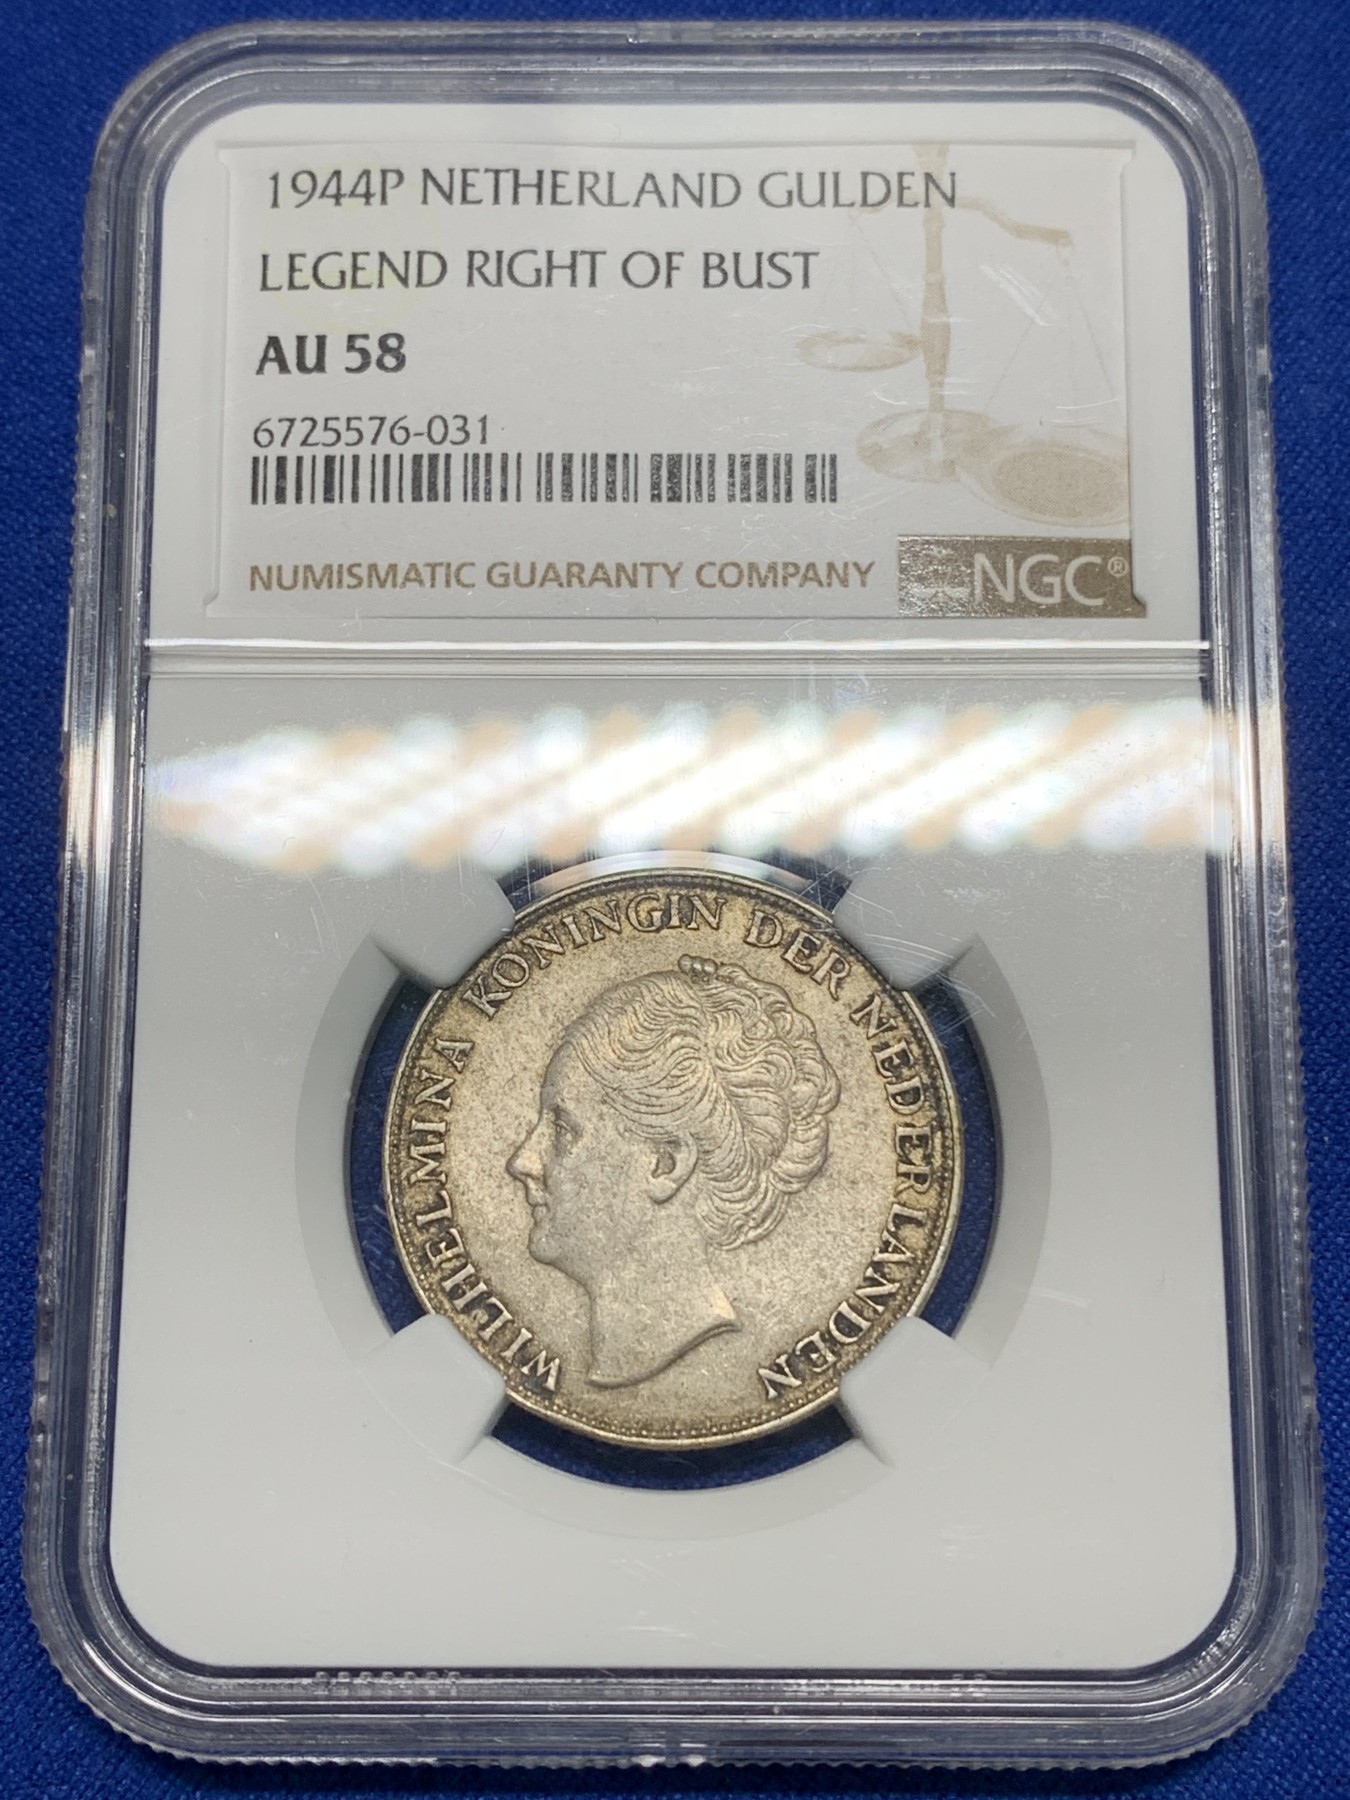 1944P NETHERLAND GULDEN
LEGEND RIGHT OF BUST
AU 58
6725576-031
NUMISMATIC GUARANTY COMPANY
NGC®
WILHELMINA KONINGIN DER NEDERLANDEN